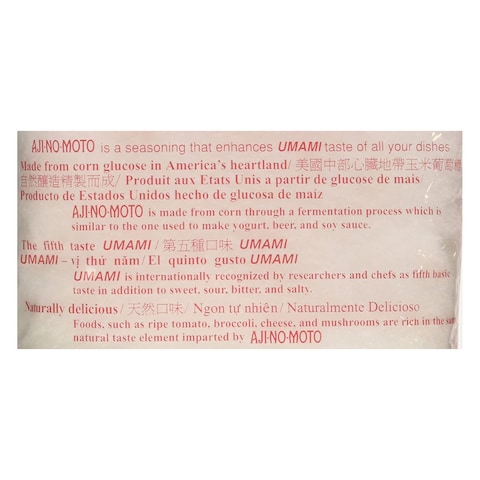 AJI-NO-MOTO is a seasoning that enhances UMAMI taste of all your dishes
Made from corn glucose in America's heartland/ 美國中部心臟地帶玉米葡萄糖
自然釀造精製而成/ Produit aux Etats Unis a partir de glucose de mais/
Producto de Estados Unidos hecho de glucosa de maiz
AJI-NO-MOTO is made from corn through a fermentation process which is
similar to the one used to make yogurt, beer, and soy sauce.
The fifth taste UMAMI / 第五種口味 UMAMI
UMAMI – vị thứ năm/ El quinto gusto UMAMI
UMAMI is internationally recognized by researchers and chefs as fifth basic
taste in addition to sweet, sour, bitter, and salty.
Naturally delicious/ 天然口味/ Ngon tự nhiên/ Naturalmente Delicioso
Foods, such as ripe tomato, broccoli, cheese, and mushrooms are rich in the
natural taste element imparted by AJI-NO-MOTO